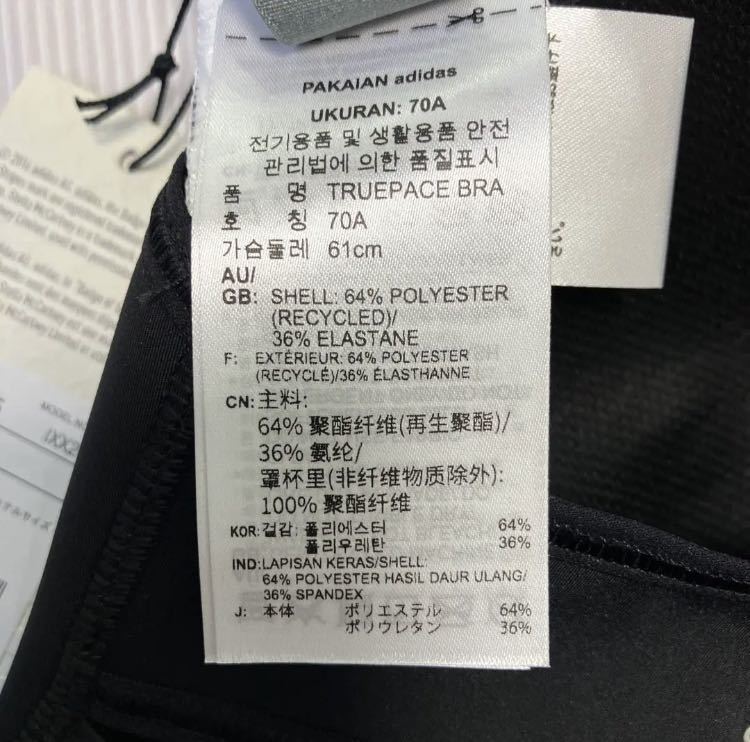 PAKAIAN adidas
UKURAN: 70A
전기용품 및 생활용품 안전
관리법에 의한 품질표시
품 명 TRUEPACE BRA
호 칭 70A
가슴둘레 61cm
AU/
GB: SHELL: 64% POLYESTER
(RECYCLED)/
36% ELASTANE
F: EXTÉRIEUR: 64% POLYESTER
(RECYCLÉ)/36% ÉLASTHANNE
CN: 主料:
64% 聚酯纤维(再生聚酯)/
36% 氨纶/
罩杯里(非纤维物质除外):
100% 聚酯纤维
KOR: 겉감: 폴리에스터 64%
폴리우레탄 36%
IND: LAPISAN KERAS/SHELL:
64% POLYESTER HASIL DAUR ULANG/
36% SPANDEX
J: 本体 ポリエステル 64%
ポリウレタン 36%